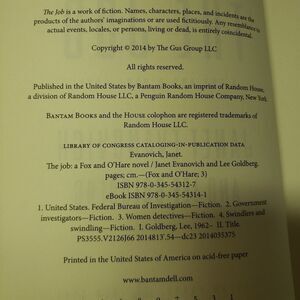 The Job is a work of fiction. Names, characters, places, and incidents are the
products of the authors' imaginations or are used fictitiously. Any resemblance to
actual events, locales, or persons, living or dead, is entirely coincidental.
Copyright © 2014 by The Gus Group LLC
All rights reserved.
Published in the United States by Bantam Books, an imprint of Random House,
a division of Random House LLC, a Penguin Random House Company, New York.
BANTAM BOOKS and the HOUSE colophon are registered trademarks of
Random House LLC.
LIBRARY OF CONGRESS CATALOGING-IN-PUBLICATION DATA
Evanovich, Janet.
The job: a Fox and O'Hare novel / Janet Evanovich and Lee Goldberg.
pages; cm.—(Fox and O'Hare; 3)
ISBN 978-0-345-54312-7
eBook ISBN 978-0-345-54314-1
1. United States. Federal Bureau of Investigation—Fiction. 2. Government
investigators—Fiction. 3. Women detectives—Fiction. 4. Swindlers and
swindling—Fiction. I. Goldberg, Lee, 1962– II. Title.
PS3555.V2126J66 2014 813'.54—dc23 2014035375
Printed in the United States of America on acid-free paper
www.bantamdell.com